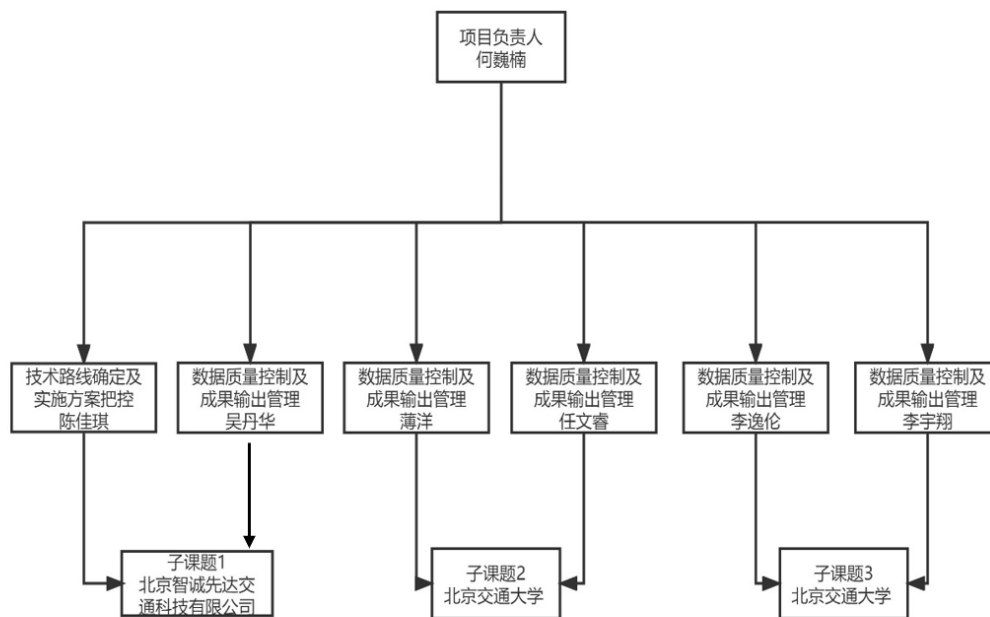 项目负责人
何巍楠
技术路线确定及
实施方案把控
陈佳琪
数据质量控制及
成果输出管理
吴丹华
数据质量控制及
成果输出管理
薄洋
数据质量控制及
成果输出管理
任文睿
数据质量控制及
成果输出管理
李逸伦
数据质量控制及
成果输出管理
李宇翔
子课题1
北京智诚先达交
通科技有限公司
子课题2
北京交通大学
子课题3
北京交通大学